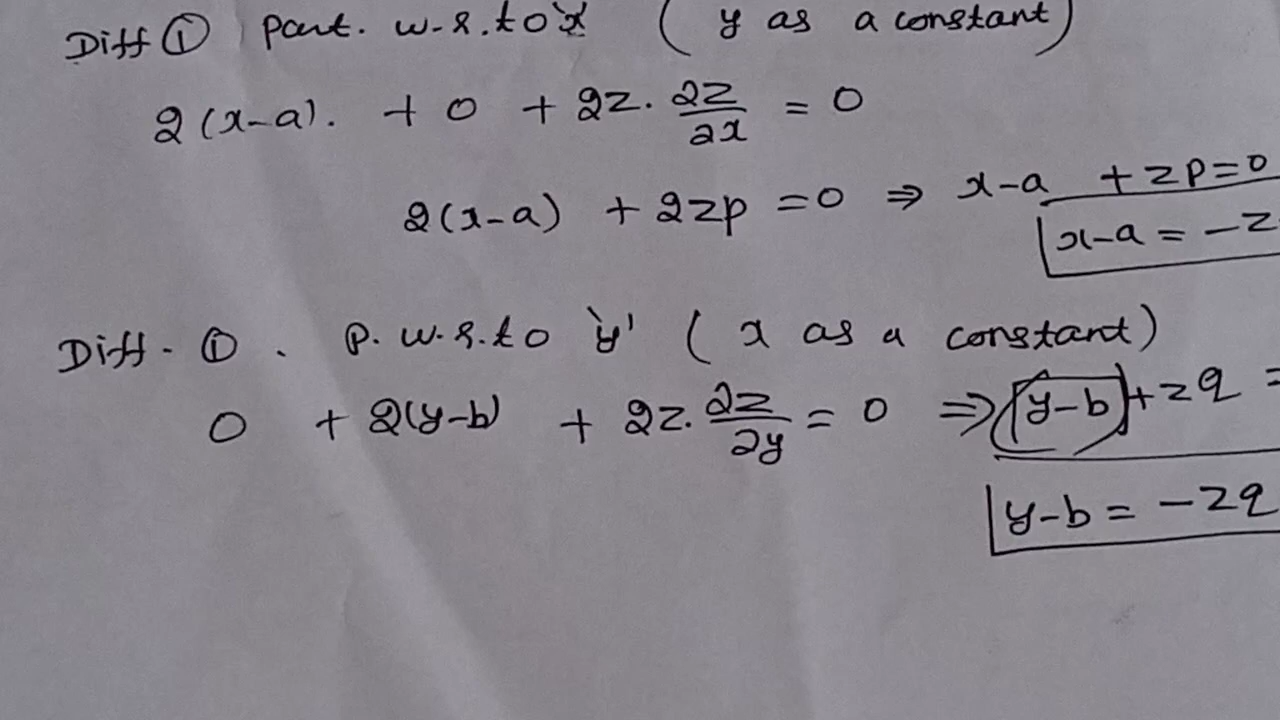 Diff ① part. w.r.to 'x' ( y as a constant)
2(x-a). + 0 + 2z. ∂z/∂x = 0
2(x-a) + 2zp = 0 ⇒ x-a + zp=0
x-a = -z
Diff. ①. p. w.r.to 'y' ( x as a constant)
0 + 2(y-b) + 2z. ∂z/∂y = 0 ⇒ (y-b)+zq =
y-b = -zq